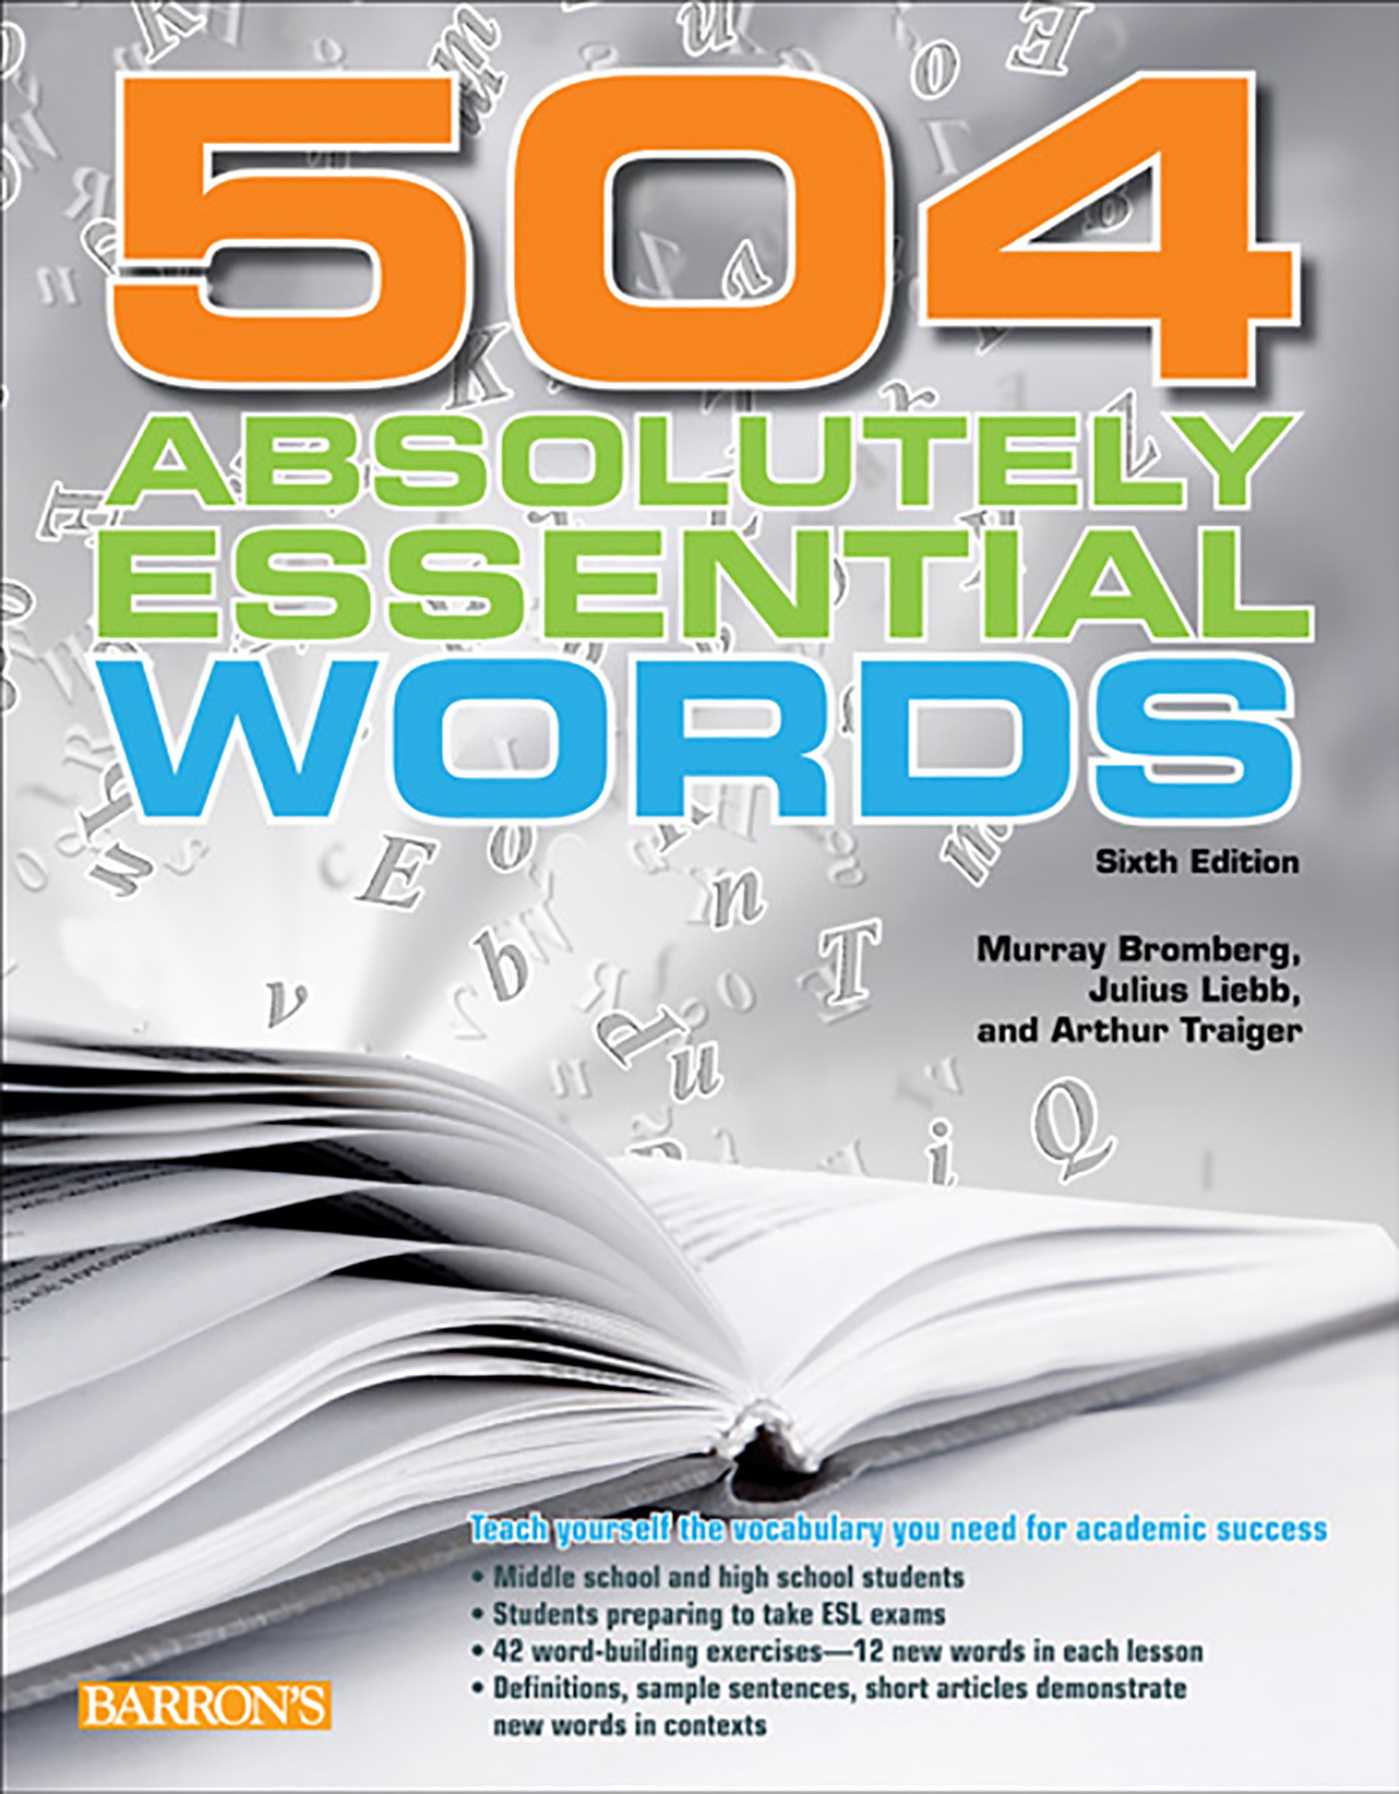 504
ABSOLUTELY
ESSENTIAL
WORDS
Sixth Edition
Murray Bromberg,
Julius Liebb,
and Arthur Traiger
Teach yourself the vocabulary you need for academic success
• Middle school and high school students
• Students preparing to take ESL exams
• 42 word-building exercises—12 new words in each lesson
• Definitions, sample sentences, short articles demonstrate
new words in contexts
BARRON'S